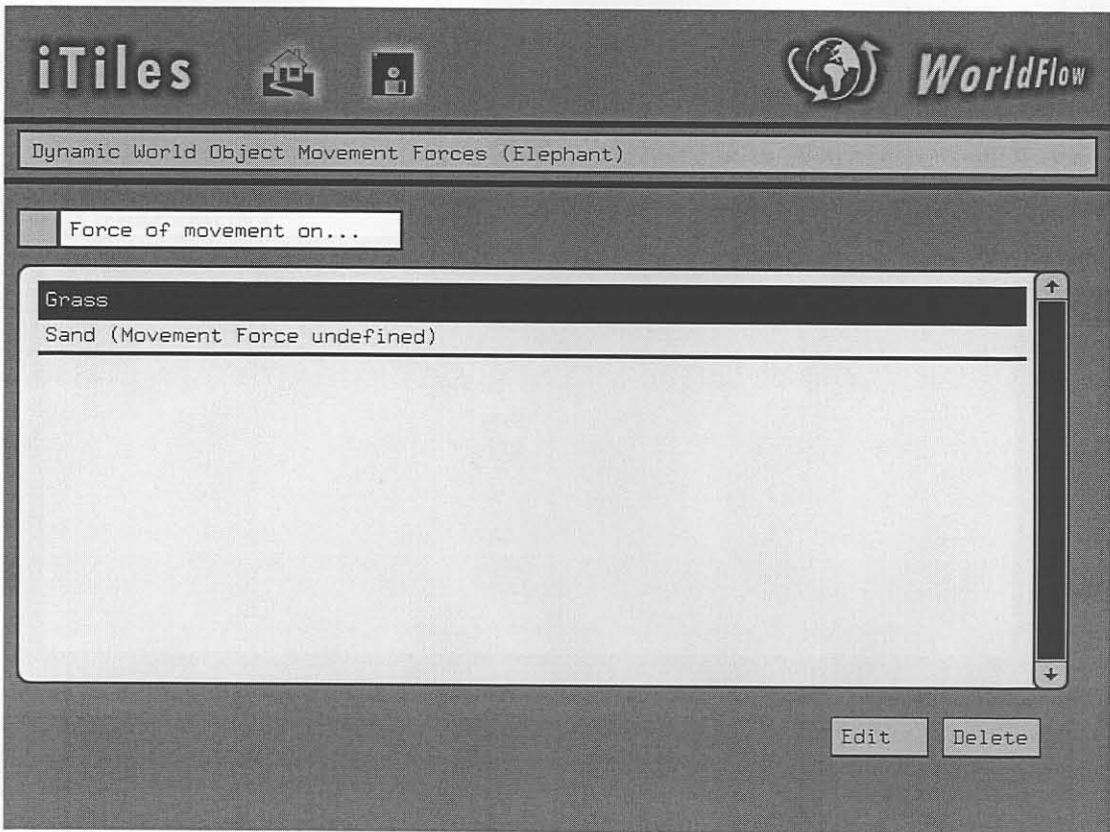 iTiles
WorldFlow
Dynamic World Object Movement Forces (Elephant)
Force of movement on...
Grass
Sand (Movement Force undefined)
Edit
Delete